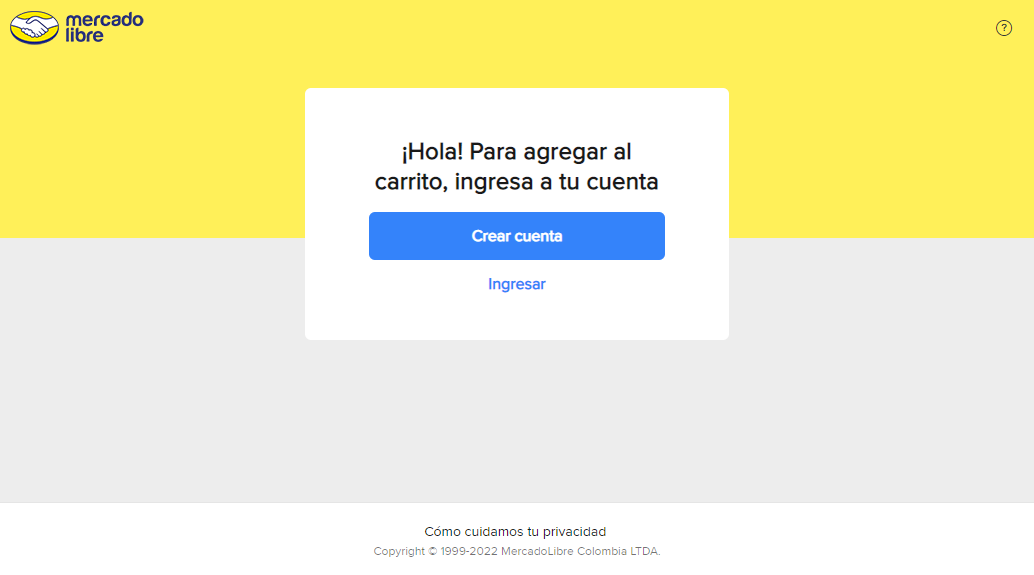 mercado
libre
?
¡Hola! Para agregar al
carrito, ingresa a tu cuenta
Crear cuenta
Ingresar
Cómo cuidamos tu privacidad
Copyright © 1999-2022 MercadoLibre Colombia LTDA.